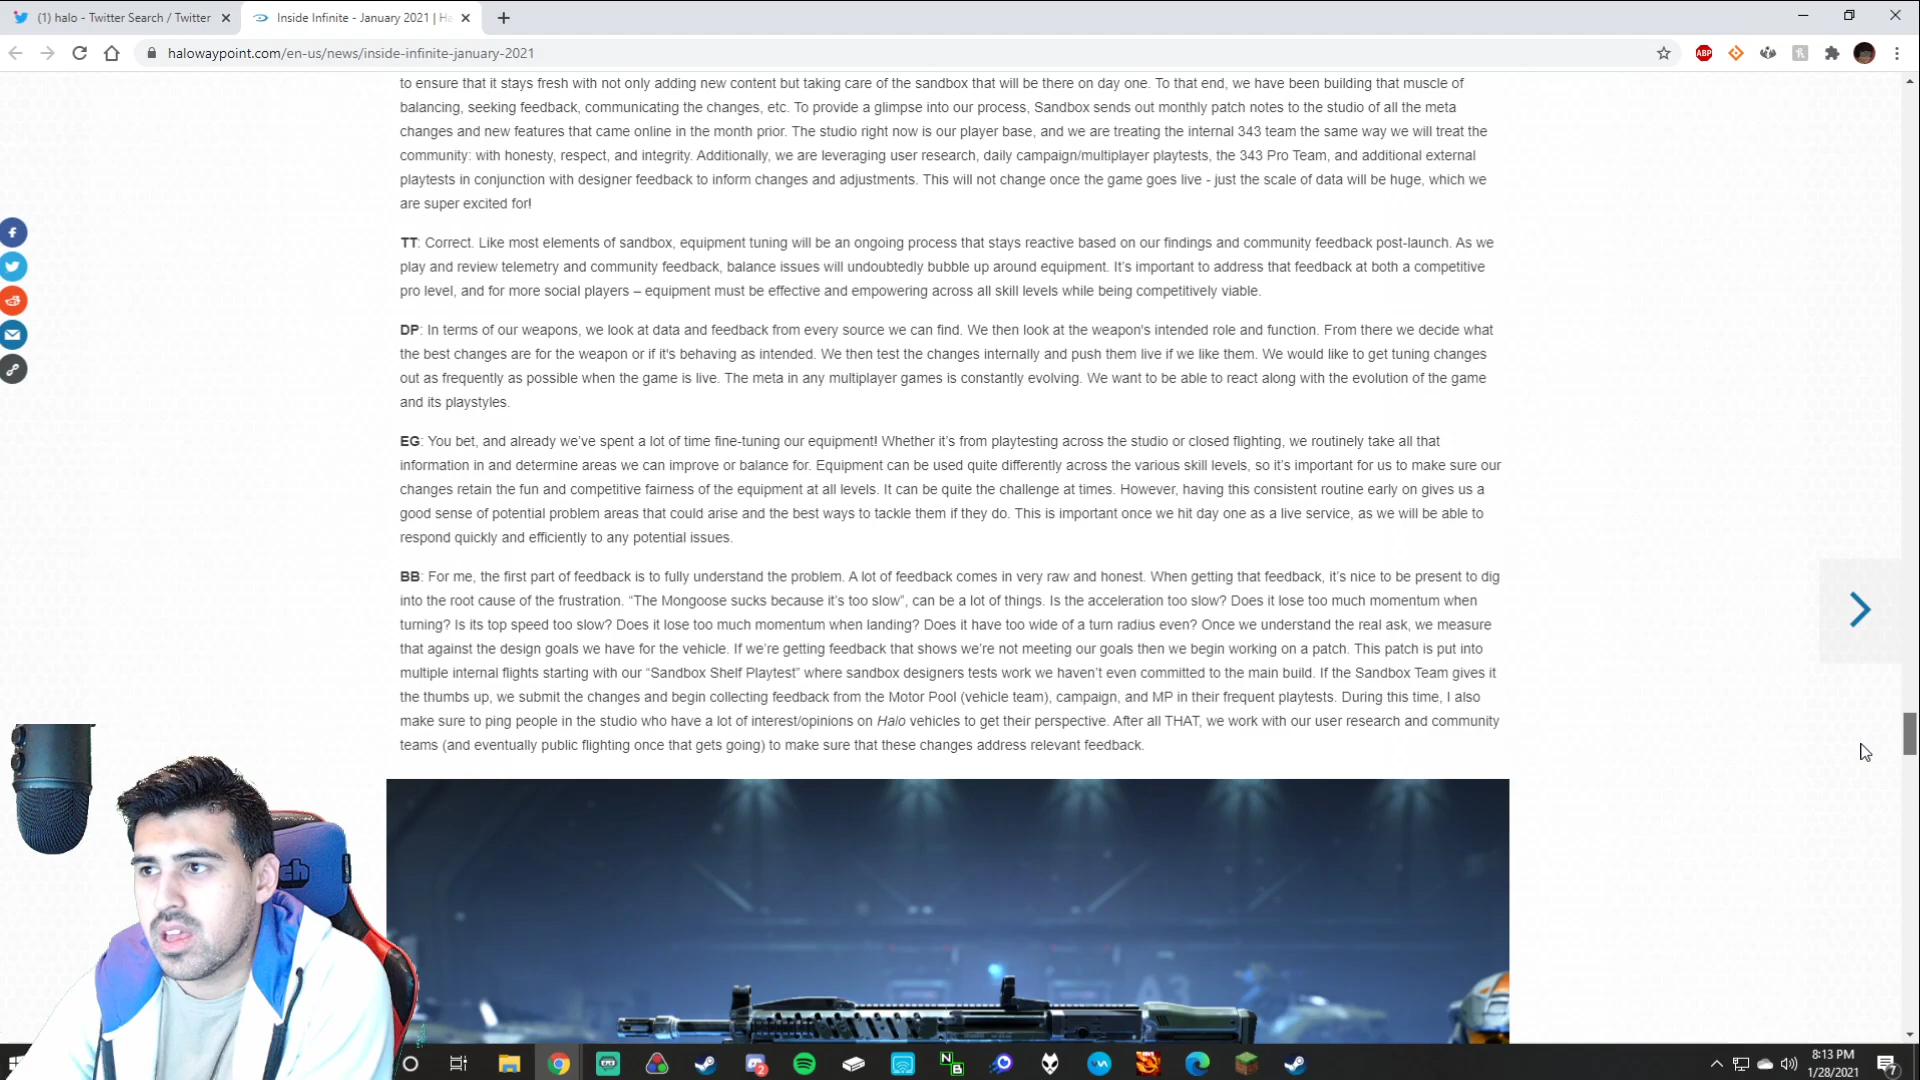 (1) halo - Twitter Search / Twitter
Inside Infinite - January 2021 | Ha
halowaypoint.com/en-us/news/inside-infinite-january-2021
ABP
to ensure that it stays fresh with not only adding new content but taking care of the sandbox that will be there on day one. To that end, we have been building that muscle of
balancing, seeking feedback, communicating the changes, etc. To provide a glimpse into our process, Sandbox sends out monthly patch notes to the studio of all the meta
changes and new features that came online in the month prior. The studio right now is our player base, and we are treating the internal 343 team the same way we will treat the
community: with honesty, respect, and integrity. Additionally, we are leveraging user research, daily campaign/multiplayer playtests, the 343 Pro Team, and additional external
playtests in conjunction with designer feedback to inform changes and adjustments. This will not change once the game goes live - just the scale of data will be huge, which we
are super excited for!
TT: Correct. Like most elements of sandbox, equipment tuning will be an ongoing process that stays reactive based on our findings and community feedback post-launch. As we
play and review telemetry and community feedback, balance issues will undoubtedly bubble up around equipment. It’s important to address that feedback at both a competitive
pro level, and for more social players – equipment must be effective and empowering across all skill levels while being competitively viable.
DP: In terms of our weapons, we look at data and feedback from every source we can find. We then look at the weapon's intended role and function. From there we decide what
the best changes are for the weapon or if it's behaving as intended. We then test the changes internally and push them live if we like them. We would like to get tuning changes
out as frequently as possible when the game is live. The meta in any multiplayer games is constantly evolving. We want to be able to react along with the evolution of the game
and its playstyles.
EG: You bet, and already we’ve spent a lot of time fine-tuning our equipment! Whether it’s from playtesting across the studio or closed flighting, we routinely take all that
information in and determine areas we can improve or balance for. Equipment can be used quite differently across the various skill levels, so it’s important for us to make sure our
changes retain the fun and competitive fairness of the equipment at all levels. It can be quite the challenge at times. However, having this consistent routine early on gives us a
good sense of potential problem areas that could arise and the best ways to tackle them if they do. This is important once we hit day one as a live service, as we will be able to
respond quickly and efficiently to any potential issues.
BB: For me, the first part of feedback is to fully understand the problem. A lot of feedback comes in very raw and honest. When getting that feedback, it’s nice to be present to dig
into the root cause of the frustration. “The Mongoose sucks because it’s too slow”, can be a lot of things. Is the acceleration too slow? Does it lose too much momentum when
turning? Is its top speed too slow? Does it lose too much momentum when landing? Does it have too wide of a turn radius even? Once we understand the real ask, we measure
that against the design goals we have for the vehicle. If we’re getting feedback that shows we’re not meeting our goals then we begin working on a patch. This patch is put into
multiple internal flights starting with our “Sandbox Shelf Playtest” where sandbox designers tests work we haven’t even committed to the main build. If the Sandbox Team gives it
the thumbs up, we submit the changes and begin collecting feedback from the Motor Pool (vehicle team), campaign, and MP in their frequent playtests. During this time, I also
make sure to ping people in the studio who have a lot of interest/opinions on Halo vehicles to get their perspective. After all THAT, we work with our user research and community
teams (and eventually public flighting once that gets going) to make sure that these changes address relevant feedback.
A3
8:13 PM
1/28/2021